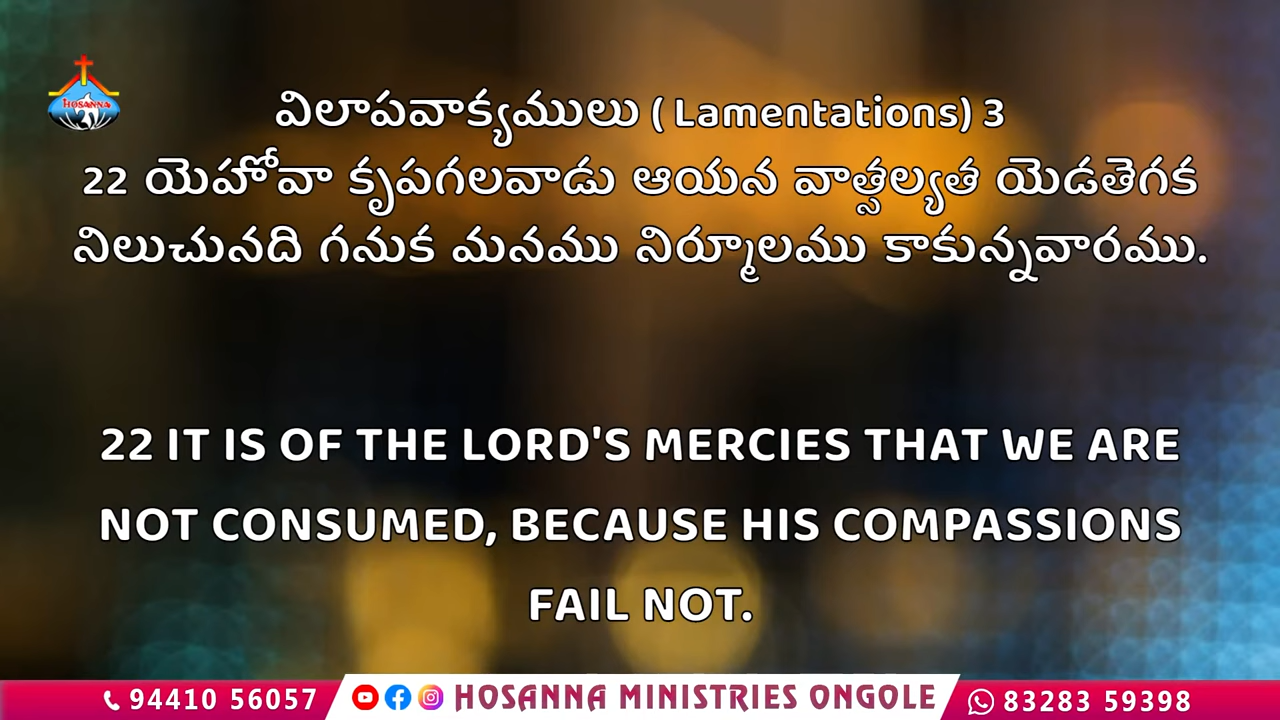 HOSANNA
విలాపవాక్యములు ( Lamentations) 3
22 యెహోవా కృపగలవాడు ఆయన వాత్సల్యత యెడతెగక
నిలుచునది గనుక మనము నిర్మూలము కాకున్నవారము.
22 IT IS OF THE LORD'S MERCIES THAT WE ARE
NOT CONSUMED, BECAUSE HIS COMPASSIONS
FAIL NOT.
94410 56057 HOSANNA MINISTRIES ONGOLE 83283 59398